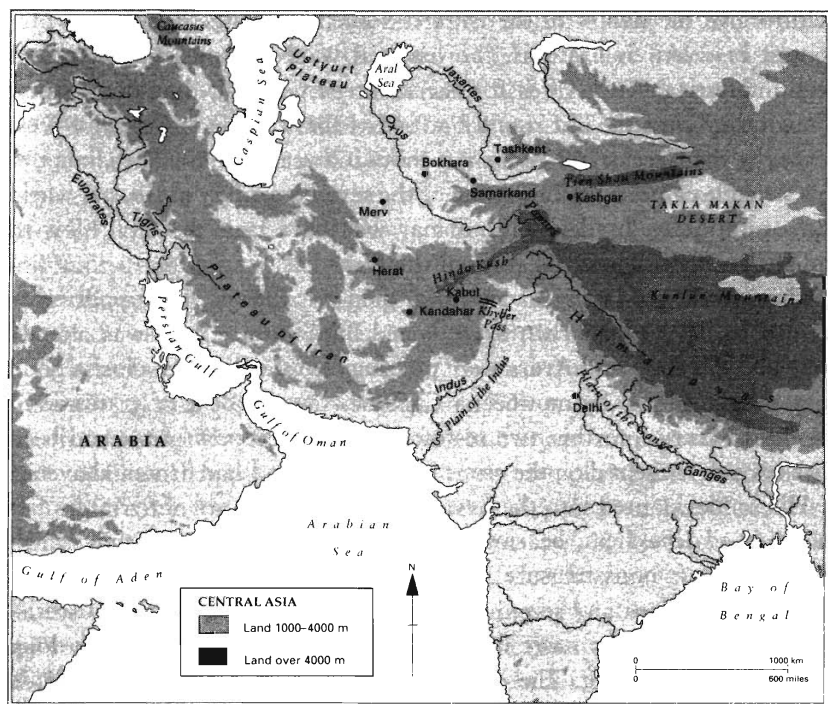 Caucasus
Mountains
Caspian Sea
Ustyurt
Plateau
Aral
Sea
Jaxartes
Oxus
Tashkent
Bokhara
Samarkand
Tien Shan Mountains
Kashgar
TAKLA MAKAN
DESERT
Merv
Pamirs
Euphrates
Tigris
Herat
Hindu Kush
Kabul
Kunlun Mountains
Kandahar
Khyber
Pass
Plateau of Iran
Persian Gulf
Himalayas
Indus
Plain of the Indus
Delhi
Plain of the Ganges
Ganges
Gulf of Oman
ARABIA
Arabian
Sea
Gulf of Aden
N
Bay of
Bengal
CENTRAL ASIA
Land 1000–4000 m
Land over 4000 m
0 1000 km
0 600 miles